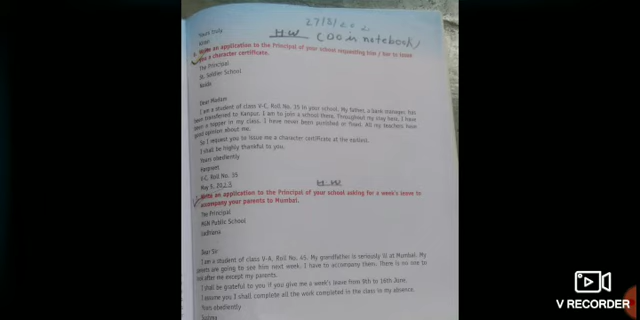 Yours truly
27/8/202
HW (DO in notebook)
Write an application to the Principal of your school requesting him / her to issue
you a character certificate.
The Principal
St. Soldier School
Noida
Dear Madam
I am a student of class V-C, Roll No. 35 in your school. My father, a bank manager, has
been transferred to Kanpur. I am to join a school there. Throughout my stay here, I have
been a topper in my class. I have never been punished or fined. All my teachers have
good opinion about me.
So I request you to issue me a character certificate at the earliest.
I shall be highly thankful to you.
Yours obediently
V-C, Roll No. 35
May 6, 20
H.W
Write an application to the Principal of your school asking for a week's leave to
accompany your parents to Mumbai.
The Principal
MGN Public School
Ludhiana
Dear Sir
I am a student of class V-A, Roll No. 45. My grandfather is seriously ill at Mumbai. My
parents are going to see him next week. I have to accompany them. There is no one to
look after me except my parents.
I shall be grateful to you if you give me a week's leave from 9th to 16th June.
I assure you, I shall complete all the work completed in the class in my absence.
Yours obediently
V RECORDER